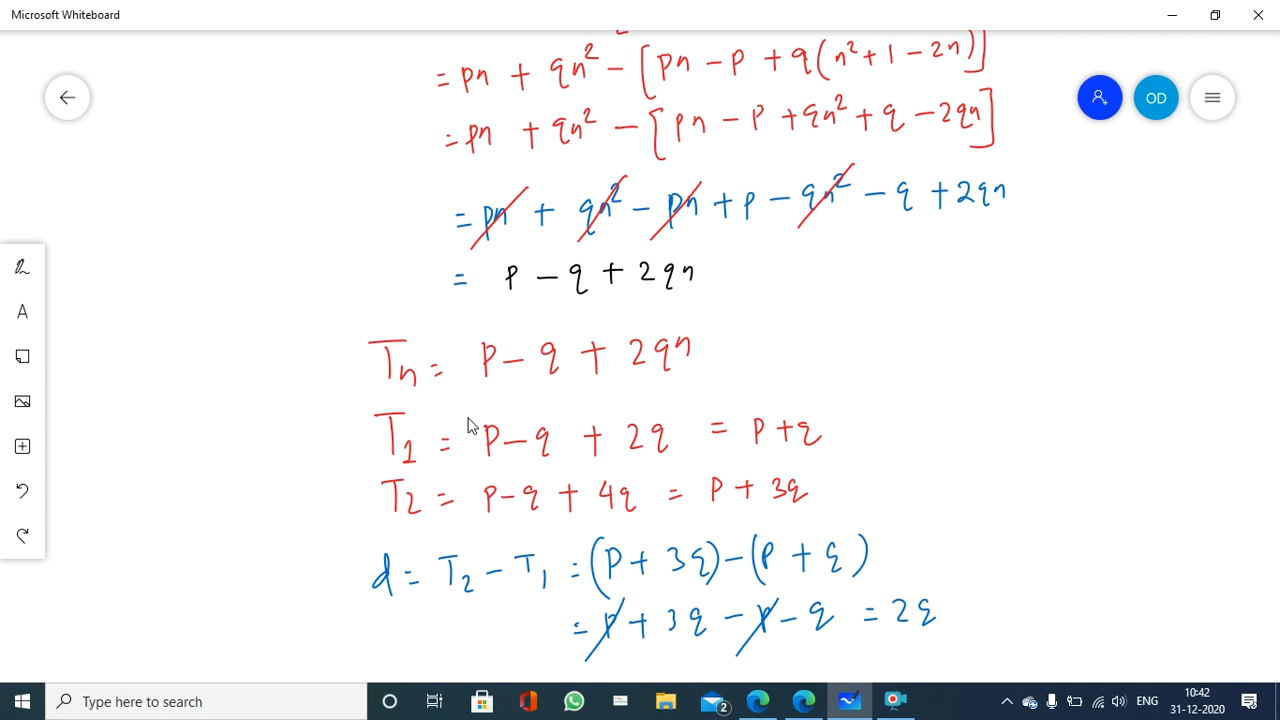 Microsoft Whiteboard
= pn + qn² - [pn - p + q(n² + 1 - 2n)]
= pn + qn² - [pn - p + qn² + q - 2qn]
OD
= pn + qn² - pn + p - qn² - q + 2qn
= p - q + 2qn
Tn = p - q + 2qn
T1 = p - q + 2q = p + q
T2 = p - q + 4q = p + 3q
d = T2 - T1 = (p + 3q) - (p + q)
= p + 3q - p - q = 2q
Type here to search
2
ENG
10:42
31-12-2020